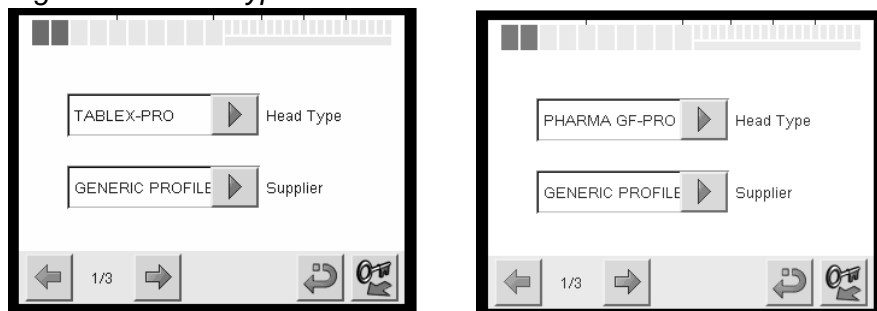 TABLEX-PRO Head Type
GENERIC PROFILE Supplier
1/3
PHARMA GF-PRO Head Type
GENERIC PROFILE Supplier
1/3